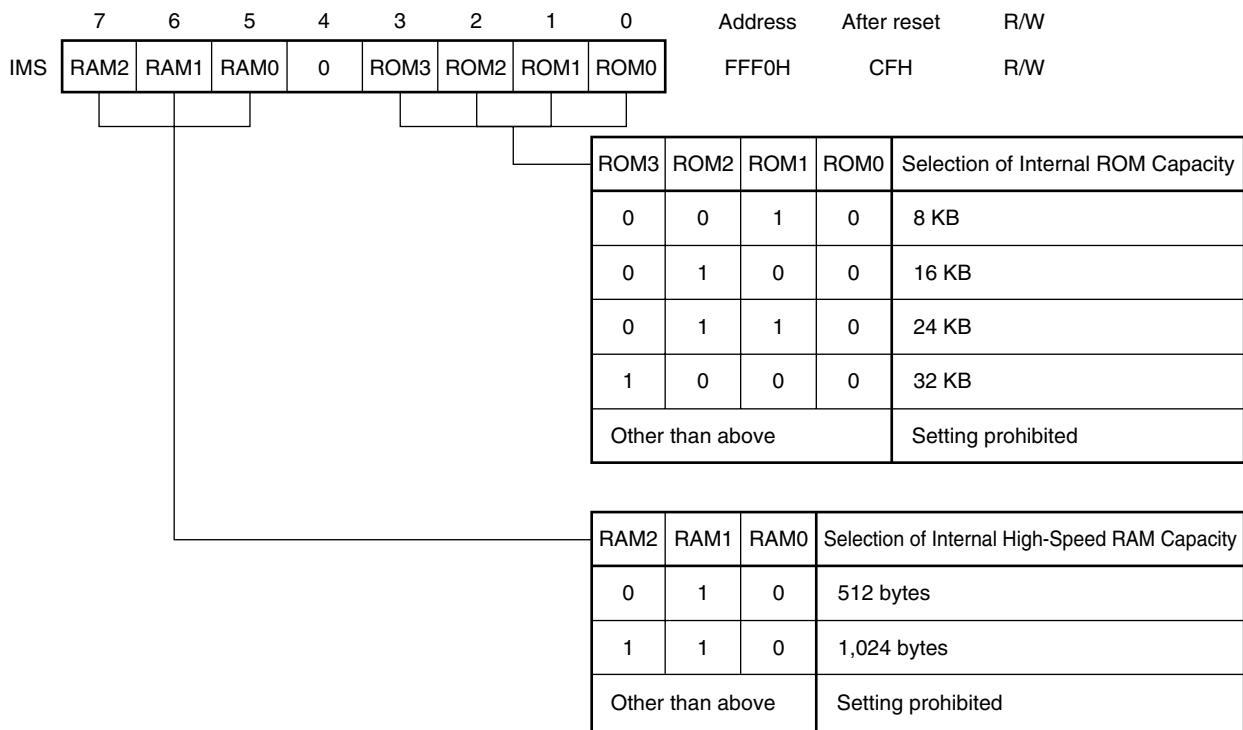 7 6 5 4 3 2 1 0 Address After reset R/W
IMS RAM2 RAM1 RAM0 0 ROM3 ROM2 ROM1 ROM0 FFF0H CFH R/W
ROM3 ROM2 ROM1 ROM0 Selection of Internal ROM Capacity
0 0 1 0 8 KB
0 1 0 0 16 KB
0 1 1 0 24 KB
1 0 0 0 32 KB
Other than above Setting prohibited
RAM2 RAM1 RAM0 Selection of Internal High-Speed RAM Capacity
0 1 0 512 bytes
1 1 0 1,024 bytes
Other than above Setting prohibited